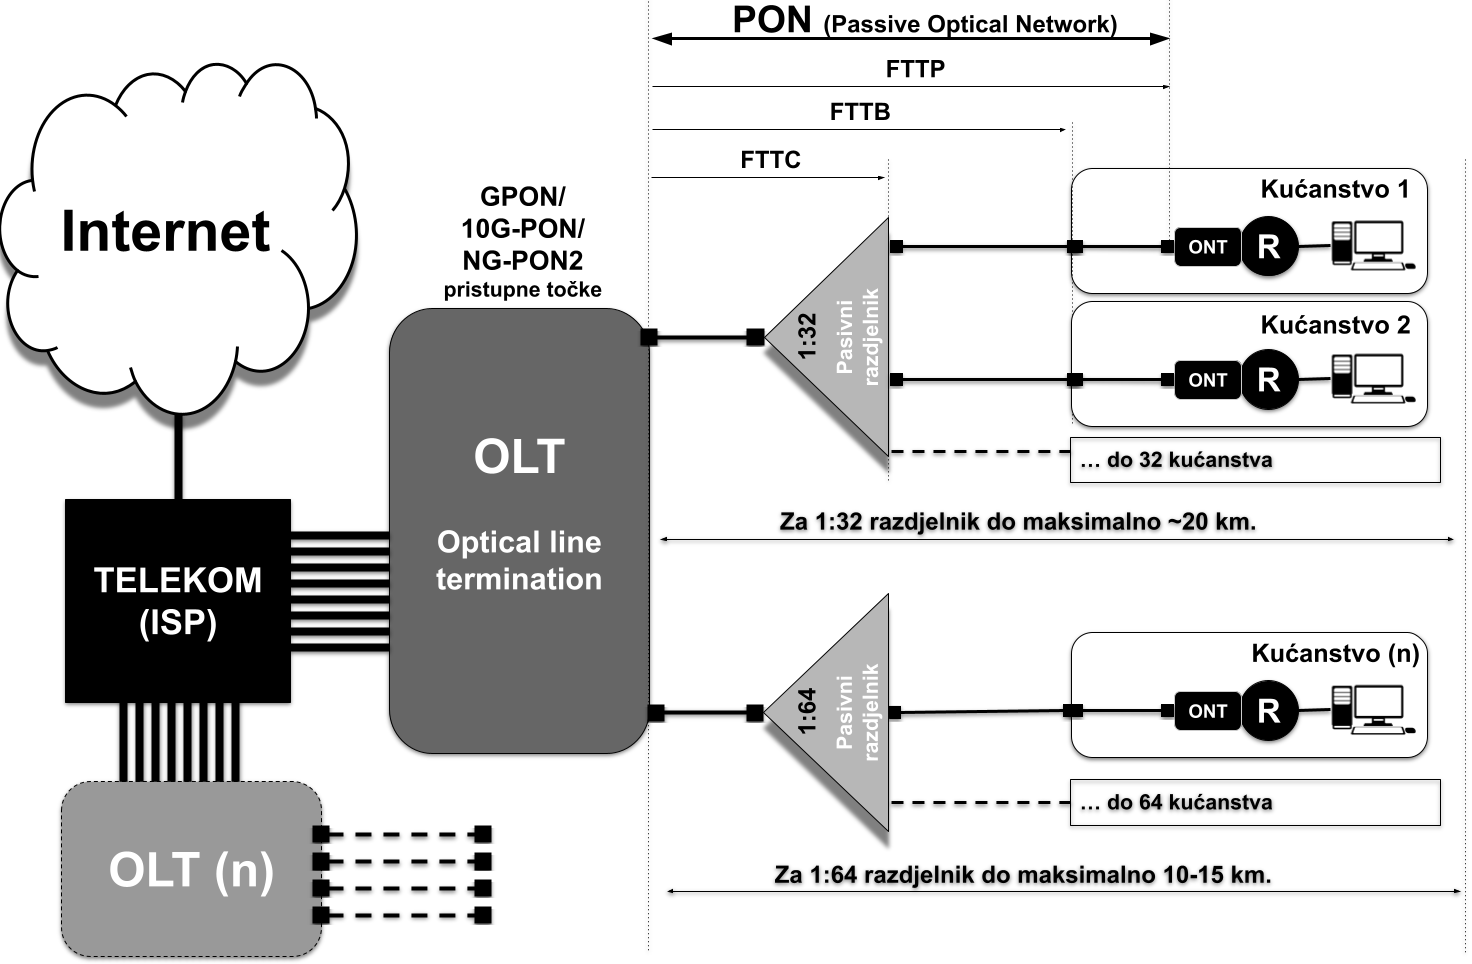 PON (Passive Optical Network)
FTTP
FTTB
FTTC
Internet
GPON/
10G-PON/
NG-PON2
pristupne točke
OLT
Optical line
termination
TELEKOM
(ISP)
OLT (n)
1:32
Pasivni
razdjelnik
Kućanstvo 1
ONT
R
Kućanstvo 2
ONT
R
... do 32 kućanstva
Za 1:32 razdjelnik do maksimalno ~20 km.
1:64
Pasivni
razdjelnik
Kućanstvo (n)
ONT
R
... do 64 kućanstva
Za 1:64 razdjelnik do maksimalno 10-15 km.